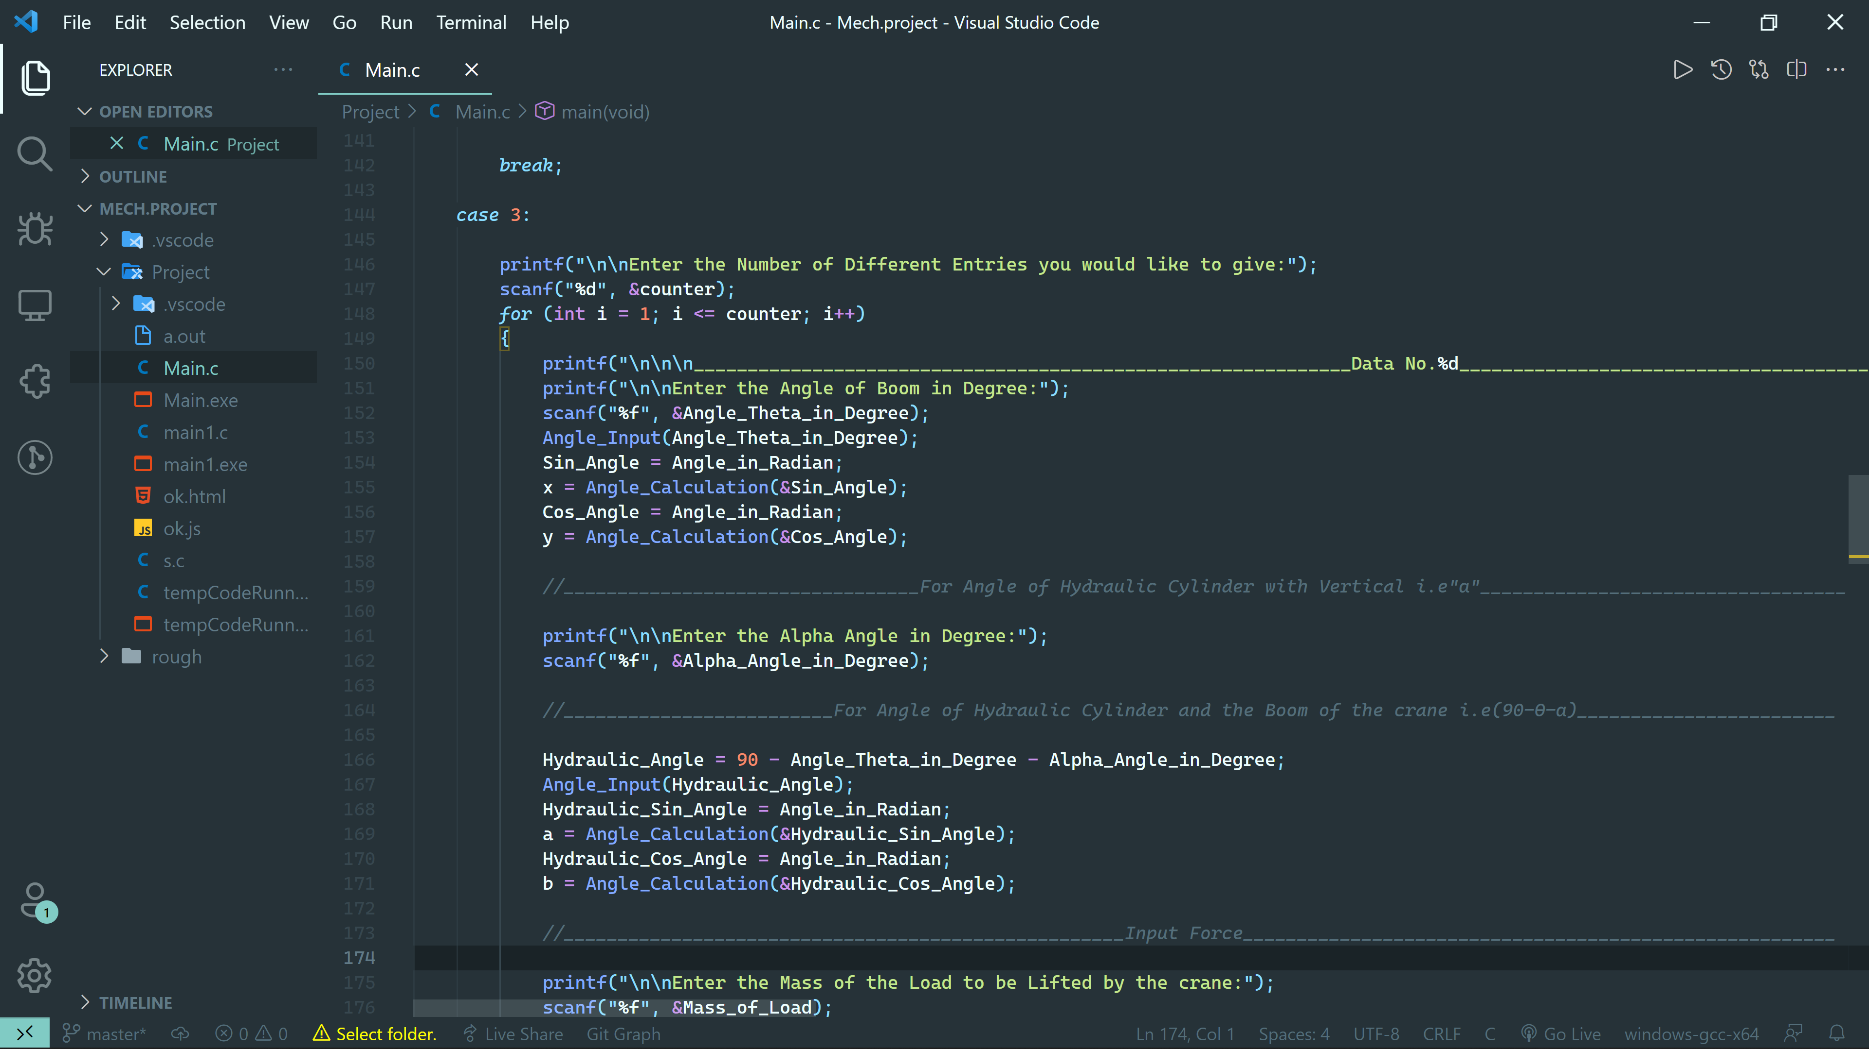 File Edit Selection View Go Run Terminal Help
Main.c - Mech.project - Visual Studio Code
EXPLORER
OPEN EDITORS
Main.c Project
OUTLINE
MECH.PROJECT
.vscode
Project
.vscode
a.out
Main.c
Main.exe
main1.c
main1.exe
ok.html
ok.js
s.c
tempCodeRunn...
tempCodeRunn...
rough
TIMELINE
C Main.c
Project > C Main.c > main(void)
141
142 break;
143
144 case 3:
145
146 printf("\n\nEnter the Number of Different Entries you would like to give:");
147 scanf("%d", &counter);
148 for (int i = 1; i <= counter; i++)
149 {
150 printf("\n\n\n_____________________________________________________________Data No.%d______________________________________
151 printf("\n\nEnter the Angle of Boom in Degree:");
152 scanf("%f", &Angle_Theta_in_Degree);
153 Angle_Input(Angle_Theta_in_Degree);
154 Sin_Angle = Angle_in_Radian;
155 x = Angle_Calculation(&Sin_Angle);
156 Cos_Angle = Angle_in_Radian;
157 y = Angle_Calculation(&Cos_Angle);
158
159 //_________________________________For Angle of Hydraulic Cylinder with Vertical i.e"α"__________________________________
160
161 printf("\n\nEnter the Alpha Angle in Degree:");
162 scanf("%f", &Alpha_Angle_in_Degree);
163
164 //_________________________For Angle of Hydraulic Cylinder and the Boom of the crane i.e(90-θ-α)________________________
165
166 Hydraulic_Angle = 90 - Angle_Theta_in_Degree - Alpha_Angle_in_Degree;
167 Angle_Input(Hydraulic_Angle);
168 Hydraulic_Sin_Angle = Angle_in_Radian;
169 a = Angle_Calculation(&Hydraulic_Sin_Angle);
170 Hydraulic_Cos_Angle = Angle_in_Radian;
171 b = Angle_Calculation(&Hydraulic_Cos_Angle);
172
173 //____________________________________________________Input Force_______________________________________________________
174
175 printf("\n\nEnter the Mass of the Load to be Lifted by the crane:");
176 scanf("%f", &Mass_of_Load);
1
master* 0 0 Select folder. Live Share Git Graph Ln 174, Col 1 Spaces: 4 UTF-8 CRLF C Go Live windows-gcc-x64